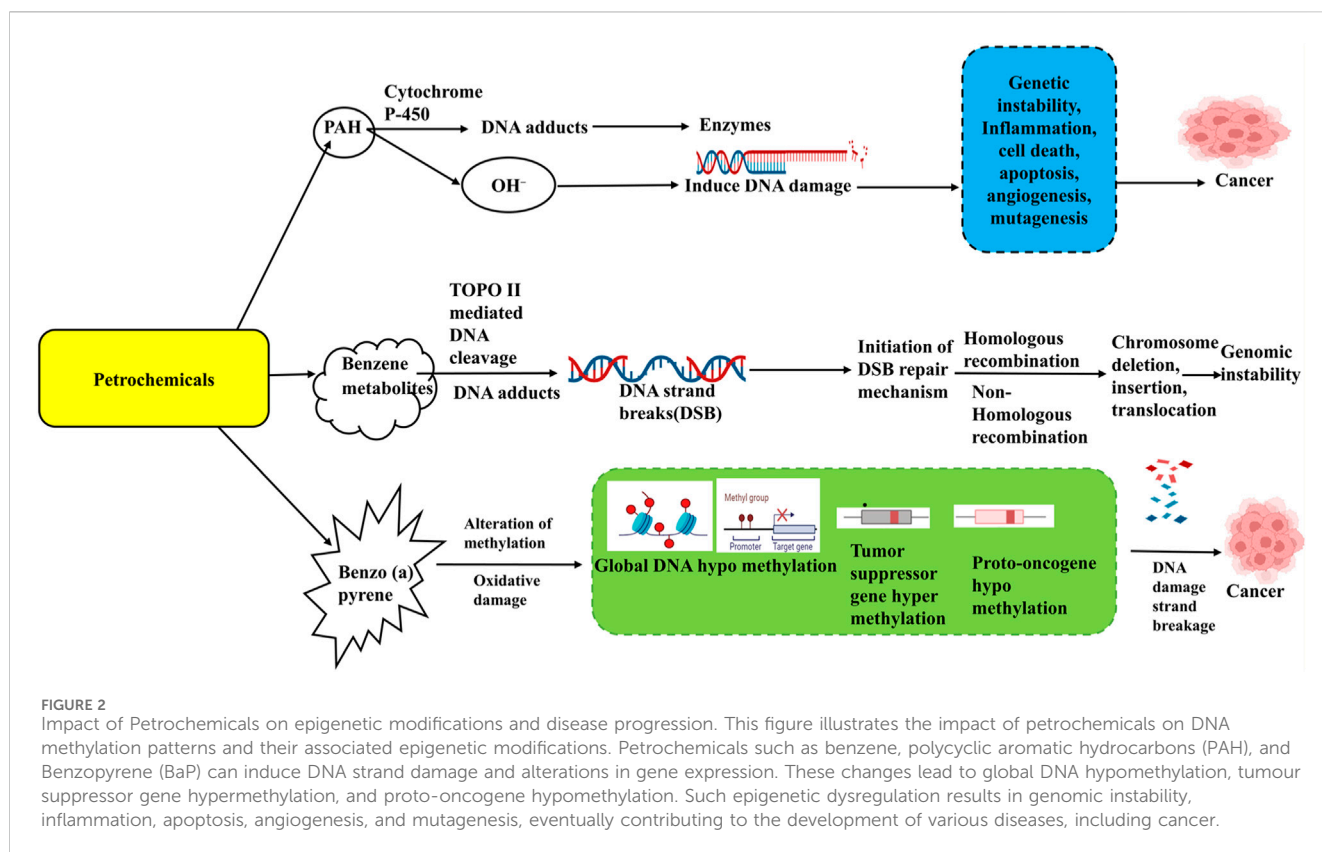 Petrochemicals
PAH
Cytochrome
P-450
DNA adducts
Enzymes
OH⁻
Induce DNA damage
Genetic
instability,
Inflammation,
cell death,
apoptosis,
angiogenesis,
mutagenesis
Cancer
Benzene
metabolites
TOPO II
mediated
DNA
cleavage
DNA adducts
DNA strand
breaks(DSB)
Initiation of
DSB repair
mechanism
Homologous
recombination
Non-
Homologous
recombination
Chromosome
deletion,
insertion,
translocation
Genomic
instability
Benzo (a)
pyrene
Alteration of
methylation
Oxidative
damage
Methyl group
Promoter
Target gene
Global DNA hypo methylation
Tumor
suppressor
gene hyper
methylation
Proto-oncogene
hypo
methylation
DNA
damage
strand
breakage
Cancer
FIGURE 2
Impact of Petrochemicals on epigenetic modifications and disease progression. This figure illustrates the impact of petrochemicals on DNA
methylation patterns and their associated epigenetic modifications. Petrochemicals such as benzene, polycyclic aromatic hydrocarbons (PAH), and
Benzopyrene (BaP) can induce DNA strand damage and alterations in gene expression. These changes lead to global DNA hypomethylation, tumour
suppressor gene hypermethylation, and proto-oncogene hypomethylation. Such epigenetic dysregulation results in genomic instability,
inflammation, apoptosis, angiogenesis, and mutagenesis, eventually contributing to the development of various diseases, including cancer.